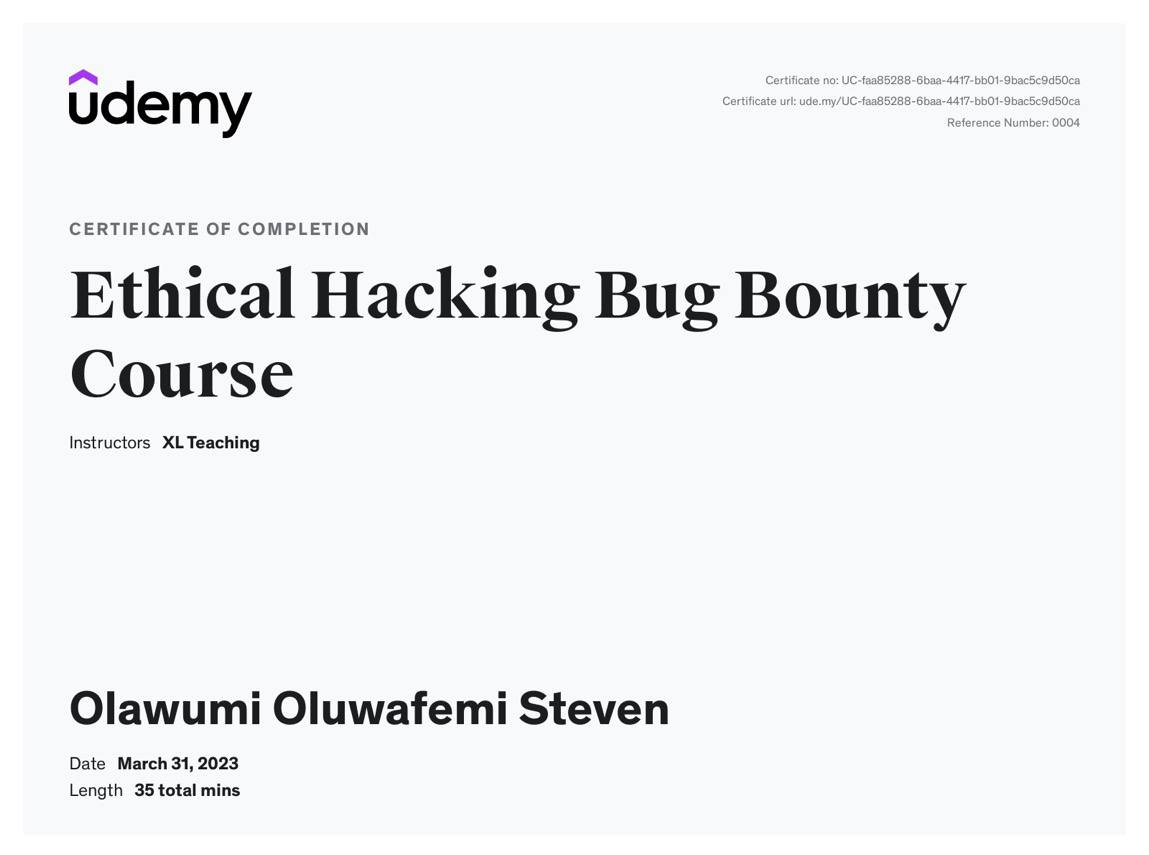 udemy
Certificate no: UC-faa85288-6baa-4417-bb01-9bac5c9d50ca
Certificate url: ude.my/UC-faa85288-6baa-4417-bb01-9bac5c9d50ca
Reference Number: 0004
CERTIFICATE OF COMPLETION
Ethical Hacking Bug Bounty
Course
Instructors XL Teaching
Olawumi Oluwafemi Steven
Date March 31, 2023
Length 35 total mins